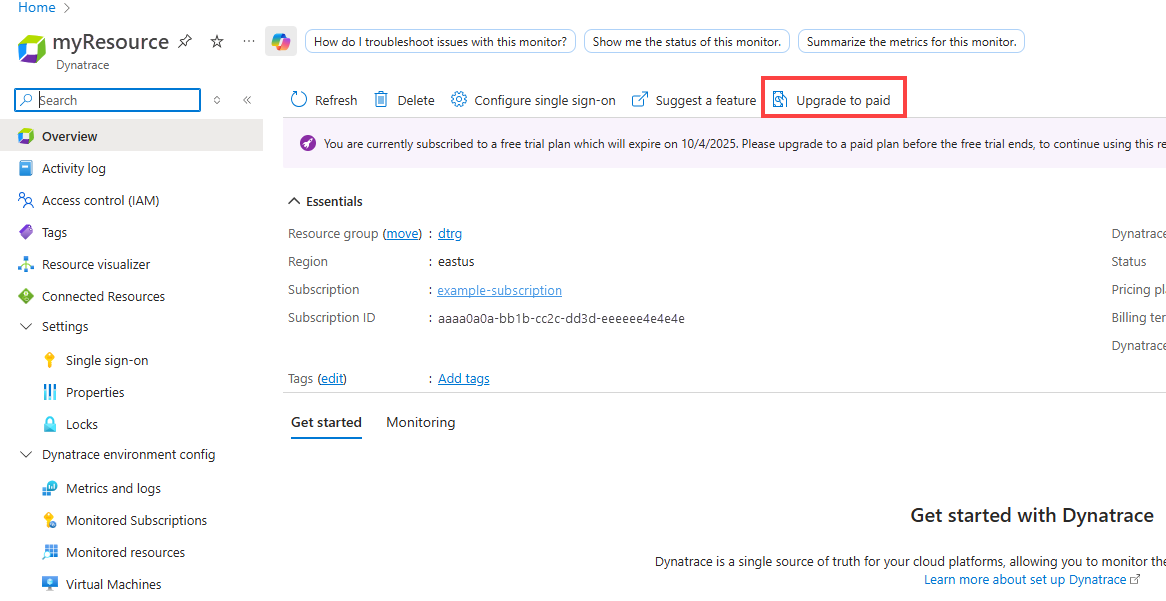 Home
myResource
Dynatrace
How do I troubleshoot issues with this monitor?
Show me the status of this monitor.
Summarize the metrics for this monitor.
Search
Overview
Activity log
Access control (IAM)
Tags
Resource visualizer
Connected Resources
Settings
Single sign-on
Properties
Locks
Dynatrace environment config
Metrics and logs
Monitored Subscriptions
Monitored resources
Virtual Machines
Refresh
Delete
Configure single sign-on
Suggest a feature
Upgrade to paid
You are currently subscribed to a free trial plan which will expire on 10/4/2025. Please upgrade to a paid plan before the free trial ends, to continue using this re
Essentials
Resource group (move) : dtrg
Region : eastus
Subscription : example-subscription
Subscription ID : aaaa0a0a-bb1b-cc2c-dd3d-eeeeee4e4e4e
Tags (edit) : Add tags
Dynatrace
Status
Pricing pl
Billing ter
Dynatrace
Get started
Monitoring
Get started with Dynatrace
Dynatrace is a single source of truth for your cloud platforms, allowing you to monitor the
Learn more about set up Dynatrace